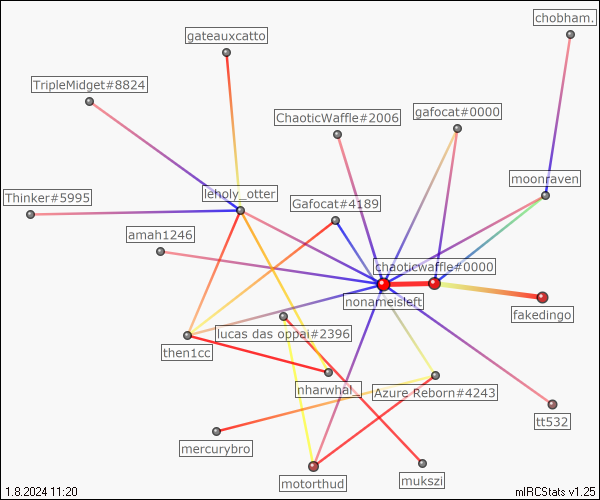 chobham.
gateauxcatto
TripleMidget#8824
ChaoticWaffle#2006
gafocat#0000
moonraven
Thinker#5995
leholy_otter
Gafocat#4189
amah1246
chaoticwaffle#0000
nonameisleft
fakedingo
lucas das oppai#2396
then1cc
nharwhal_
Azure Reborn#4243
tt532
mercurybro
motorthud
mukszi
1.8.2024 11:20
mIRCStats v1.25